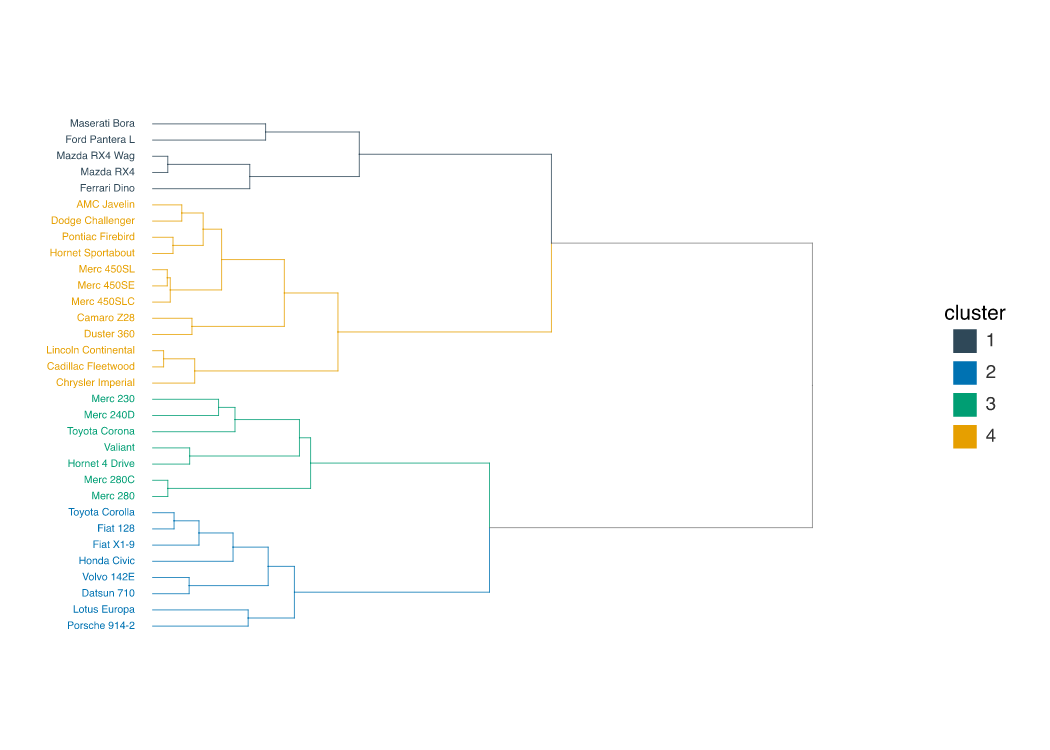 Maserati Bora
Ford Pantera L
Mazda RX4 Wag
Mazda RX4
Ferrari Dino
AMC Javelin
Dodge Challenger
Pontiac Firebird
Hornet Sportabout
Merc 450SL
Merc 450SE
Merc 450SLC
Camaro Z28
Duster 360
Lincoln Continental
Cadillac Fleetwood
Chrysler Imperial
Merc 230
Merc 240D
Toyota Corona
Valiant
Hornet 4 Drive
Merc 280C
Merc 280
Toyota Corolla
Fiat 128
Fiat X1-9
Honda Civic
Volvo 142E
Datsun 710
Lotus Europa
Porsche 914-2
cluster
1
2
3
4